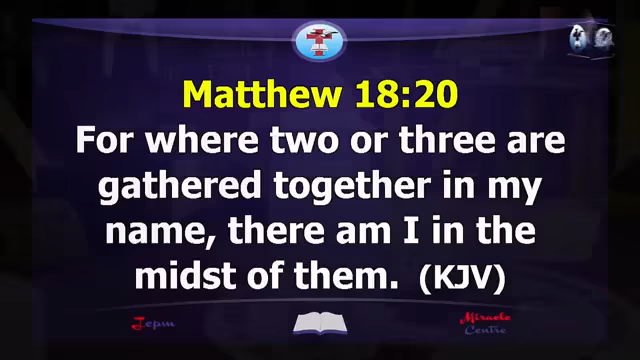 Matthew 18:20
For where two or three are
gathered together in my
name, there am I in the
midst of them. (KJV)
Jcpm
Miracle
Centre